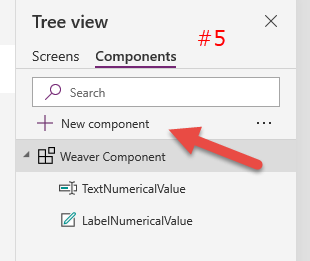 Tree view
#5
Screens Components
Search
New component
Weaver Component
TextNumericalValue
LabelNumericalValue